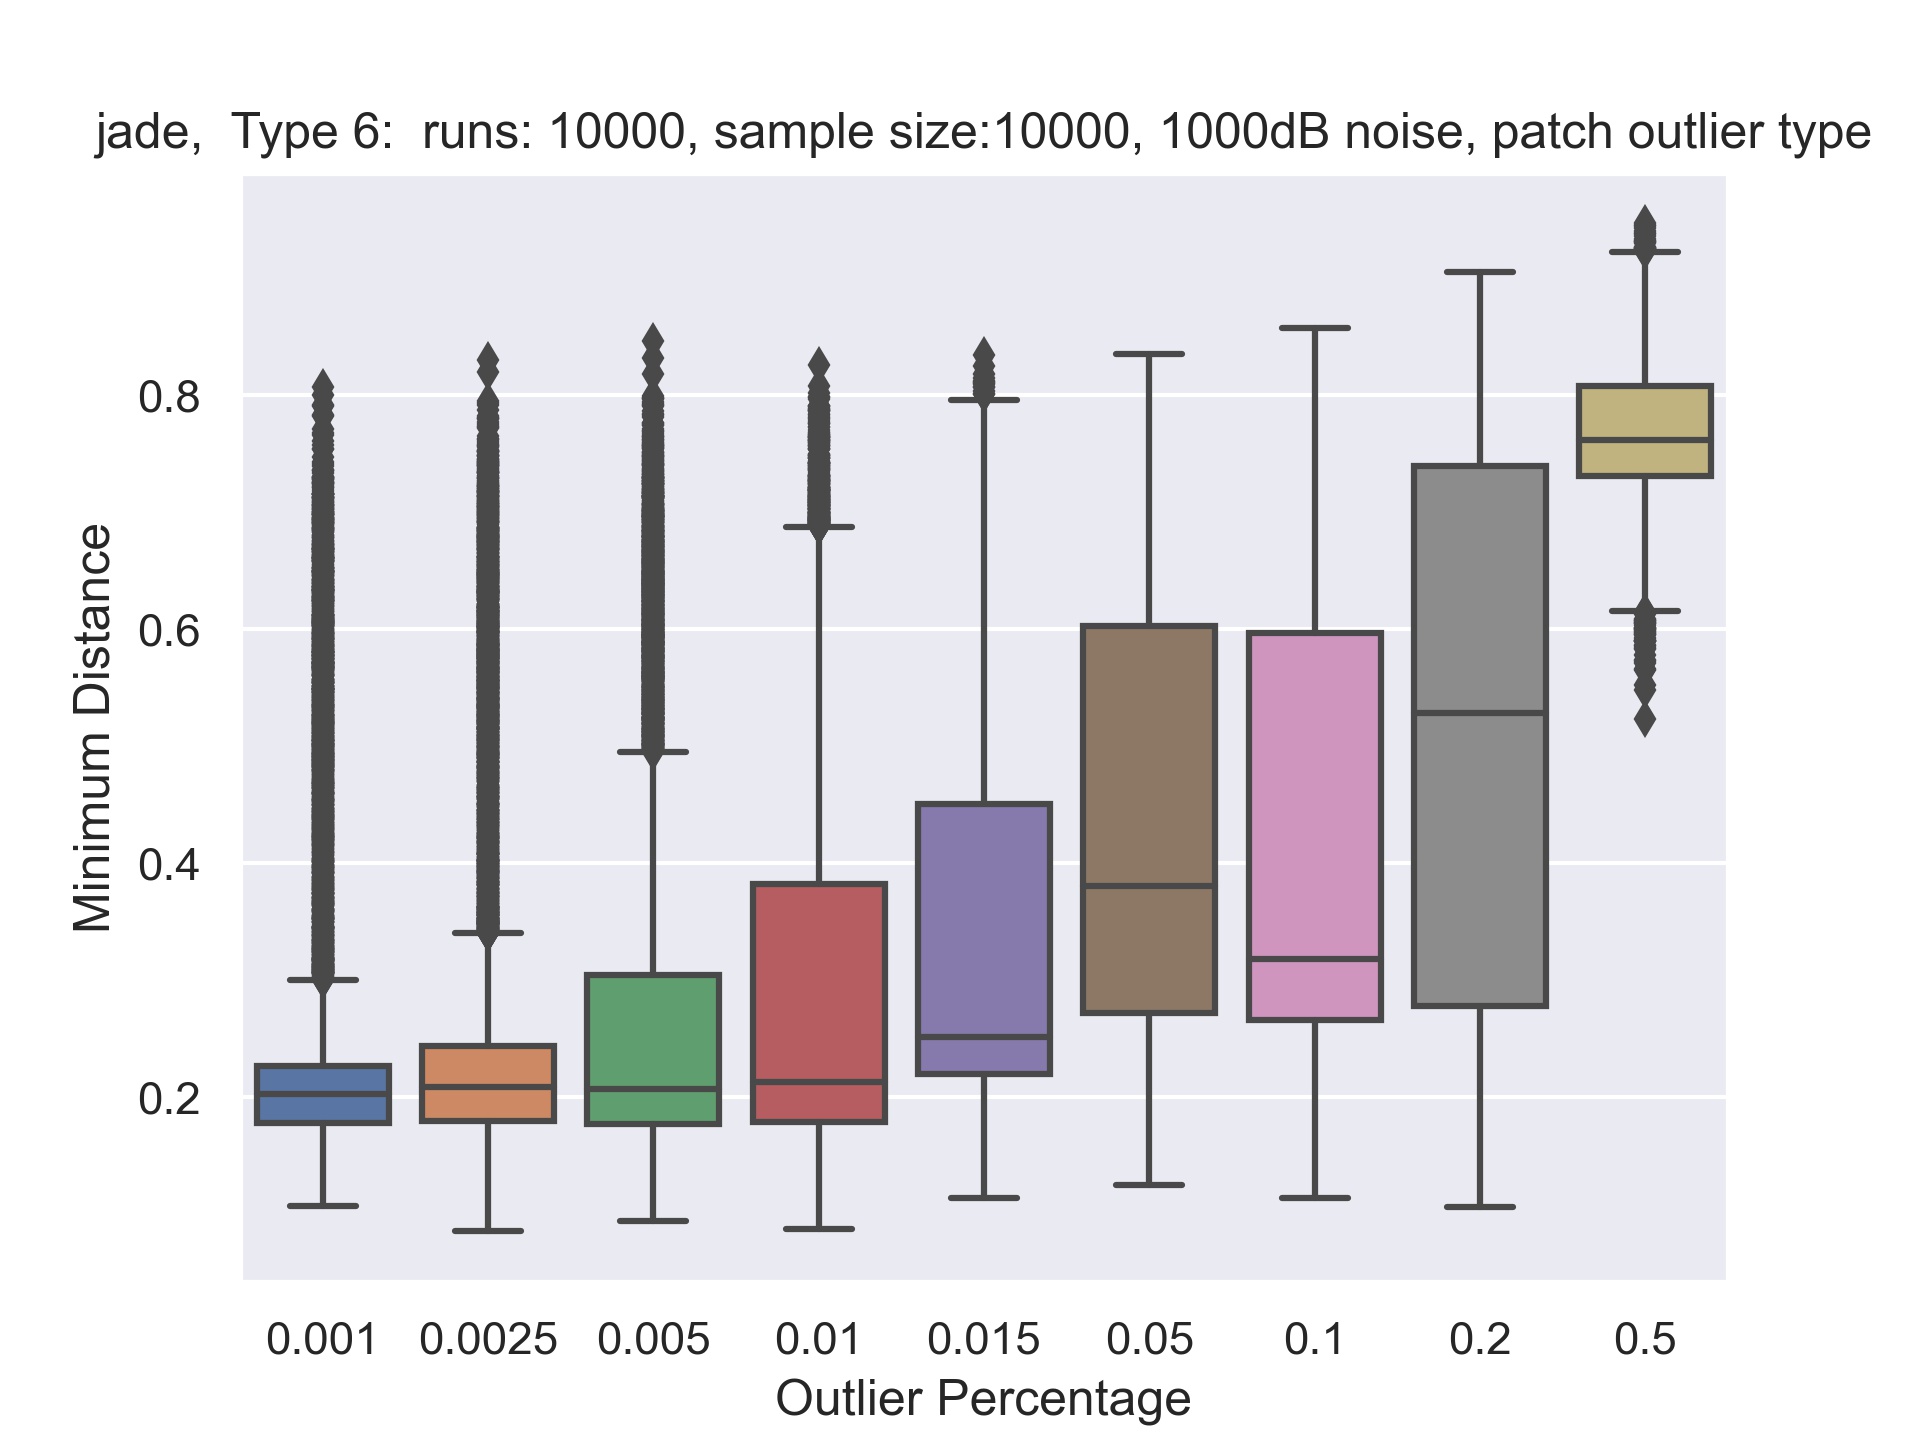 jade,  Type 6:  runs: 10000, sample size:10000, 1000dB noise, patch outlier type
Minimum Distance
0.8
0.6
0.4
0.2
0.001 0.0025 0.005 0.01 0.015 0.05 0.1 0.2 0.5
Outlier Percentage